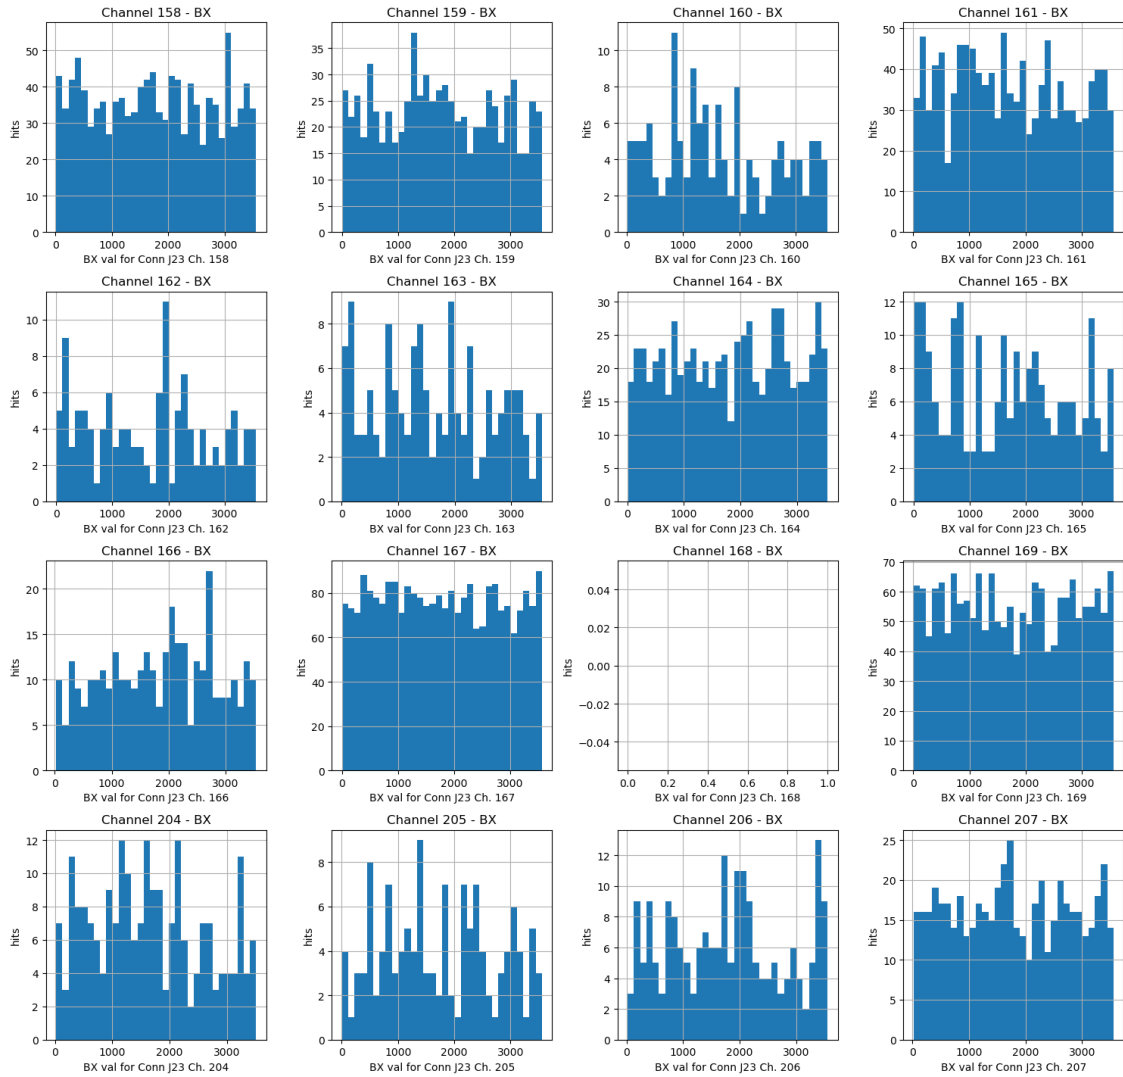 Channel 158 - BX
hits
50
40
30
20
10
0
0 1000 2000 3000
BX val for Conn J23 Ch. 158
Channel 159 - BX
hits
35
30
25
20
15
10
5
0
0 1000 2000 3000
BX val for Conn J23 Ch. 159
Channel 160 - BX
hits
10
8
6
4
2
0
0 1000 2000 3000
BX val for Conn J23 Ch. 160
Channel 161 - BX
hits
50
40
30
20
10
0
0 1000 2000 3000
BX val for Conn J23 Ch. 161
Channel 162 - BX
hits
10
8
6
4
2
0
0 1000 2000 3000
BX val for Conn J23 Ch. 162
Channel 163 - BX
hits
8
6
4
2
0
0 1000 2000 3000
BX val for Conn J23 Ch. 163
Channel 164 - BX
hits
30
25
20
15
10
5
0
0 1000 2000 3000
BX val for Conn J23 Ch. 164
Channel 165 - BX
hits
12
10
8
6
4
2
0
0 1000 2000 3000
BX val for Conn J23 Ch. 165
Channel 166 - BX
hits
20
15
10
5
0
0 1000 2000 3000
BX val for Conn J23 Ch. 166
Channel 167 - BX
hits
80
60
40
20
0
0 1000 2000 3000
BX val for Conn J23 Ch. 167
Channel 168 - BX
hits
0.04
0.02
0.00
−0.02
−0.04
0.0 0.2 0.4 0.6 0.8 1.0
BX val for Conn J23 Ch. 168
Channel 169 - BX
hits
70
60
50
40
30
20
10
0
0 1000 2000 3000
BX val for Conn J23 Ch. 169
Channel 204 - BX
hits
12
10
8
6
4
2
0
0 1000 2000 3000
BX val for Conn J23 Ch. 204
Channel 205 - BX
hits
8
6
4
2
0
0 1000 2000 3000
BX val for Conn J23 Ch. 205
Channel 206 - BX
hits
12
10
8
6
4
2
0
0 1000 2000 3000
BX val for Conn J23 Ch. 206
Channel 207 - BX
hits
25
20
15
10
5
0
0 1000 2000 3000
BX val for Conn J23 Ch. 207